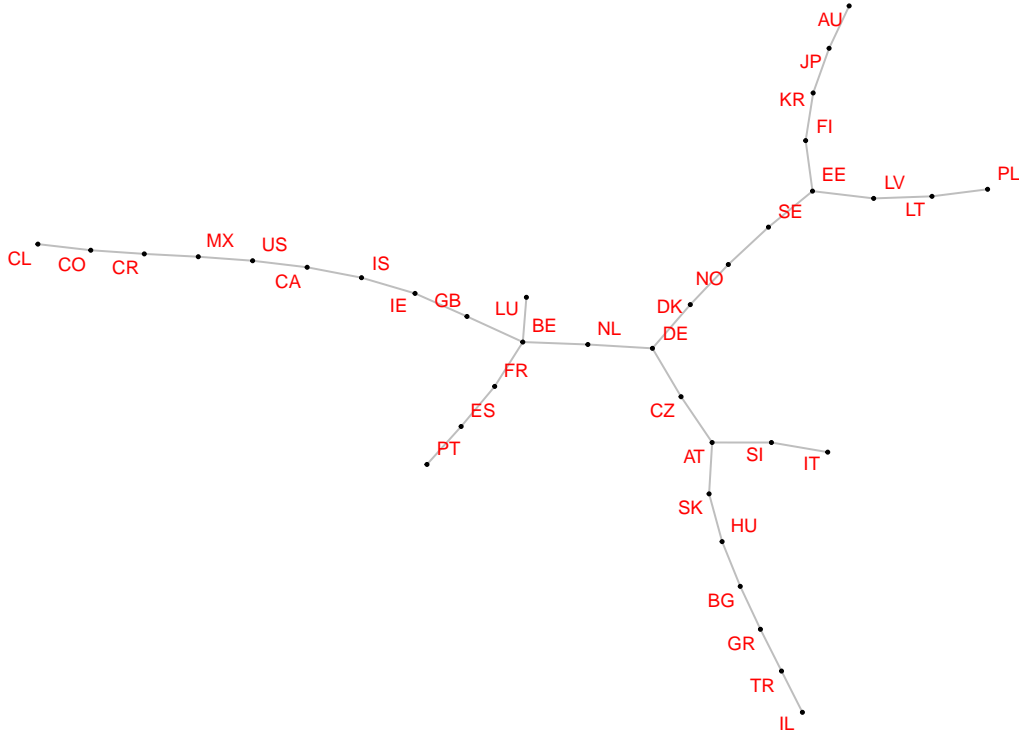 AU
JP
KR
FI
EE
LV
LT
PL
SE
NO
DK
DE
CL
CO
CR
MX
US
CA
IS
IE
GB
LU
BE
NL
FR
ES
PT
CZ
AT
SI
IT
SK
HU
BG
GR
TR
IL